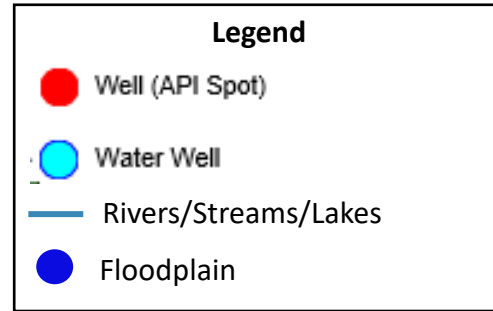 Legend
Well (API Spot)
Water Well
Rivers/Streams/Lakes
Floodplain